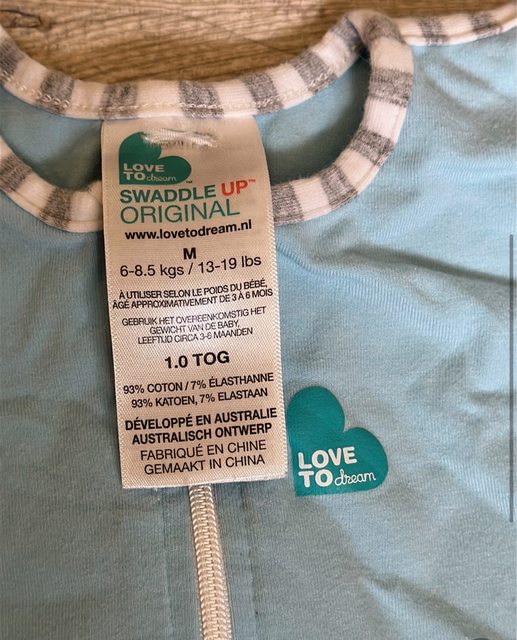 LOVE
TO dream™
SWADDLE UP™
ORIGINAL
www.lovetodream.nl
M
6-8.5 kgs / 13-19 lbs
À UTILISER SELON LE POIDS DU BÉBÉ,
ÂGÉ APPROXIMATIVEMENT DE 3 À 6 MOIS
GEBRUIK HET OVEREENKOMSTIG HET
GEWICHT VAN DE BABY,
LEEFTIJD CIRCA 3-6 MAANDEN
1.0 TOG
93% COTON / 7% ÉLASTHANNE
93% KATOEN, 7% ELASTAAN
DÉVELOPPÉ EN AUSTRALIE
AUSTRALISCH ONTWERP
FABRIQUÉ EN CHINE
GEMAAKT IN CHINA
LOVE
TO dream